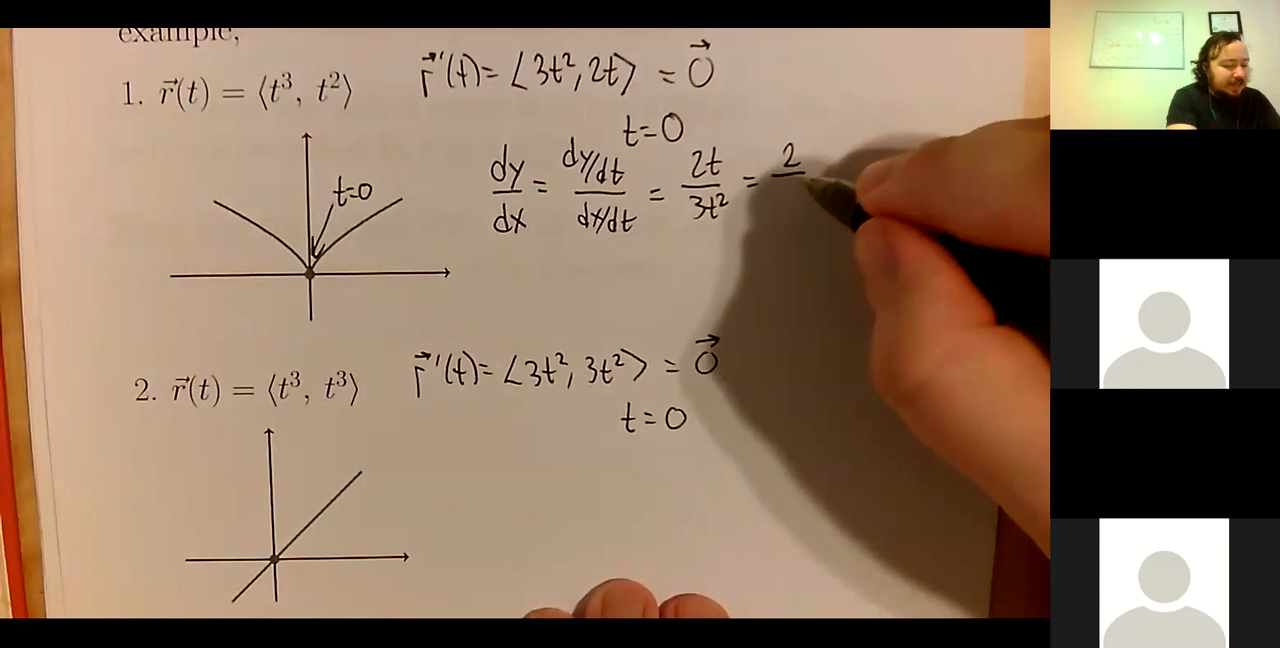 example,
1. r⃗(t) = ⟨t³, t²⟩
r⃗'(t) = ⟨3t², 2t⟩ = 0⃗
t=0
dy/dx = (dy/dt)/(dx/dt) = 2t/3t² = 2
t=0
2. r⃗(t) = ⟨t³, t³⟩
r⃗'(t) = ⟨3t², 3t²⟩ = 0⃗
t=0